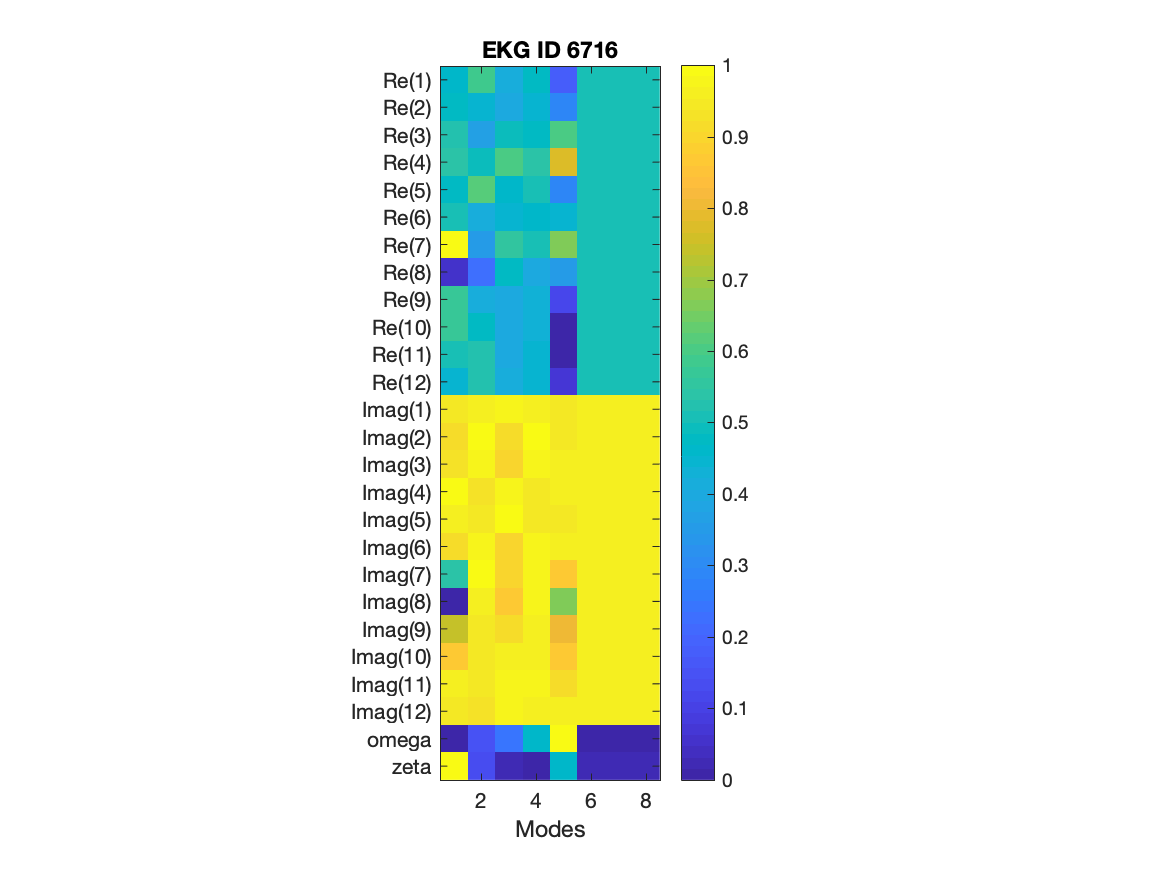 EKG ID 6716
Re(1)
Re(2)
Re(3)
Re(4)
Re(5)
Re(6)
Re(7)
Re(8)
Re(9)
Re(10)
Re(11)
Re(12)
Imag(1)
Imag(2)
Imag(3)
Imag(4)
Imag(5)
Imag(6)
Imag(7)
Imag(8)
Imag(9)
Imag(10)
Imag(11)
Imag(12)
omega
zeta
2 4 6 8
Modes
1
0.9
0.8
0.7
0.6
0.5
0.4
0.3
0.2
0.1
0